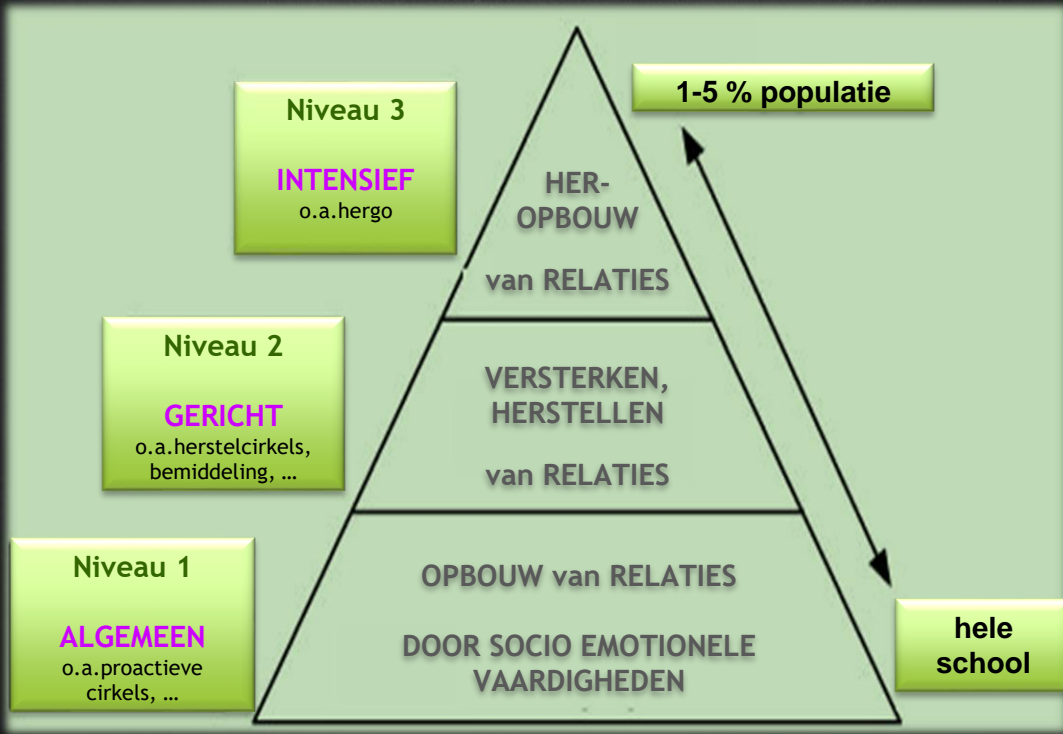 Niveau 3
INTENSIEF
o.a.hergo
1-5 % populatie
HER-
OPBOUW
van RELATIES
Niveau 2
GERICHT
o.a.herstelcirkels,
bemiddeling, …
VERSTERKEN,
HERSTELLEN
van RELATIES
Niveau 1
ALGEMEEN
o.a.proactieve
cirkels, …
OPBOUW van RELATIES
DOOR SOCIO EMOTIONELE
VAARDIGHEDEN
hele
school